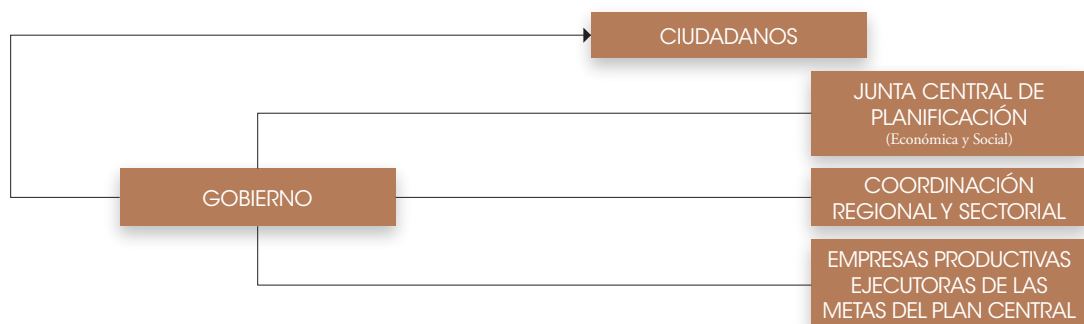 CIUDADANOS
JUNTA CENTRAL DE
PLANIFICACIÓN
(Económica y Social)
GOBIERNO
COORDINACIÓN
REGIONAL Y SECTORIAL
EMPRESAS PRODUCTIVAS
EJECUTORAS DE LAS
METAS DEL PLAN CENTRAL